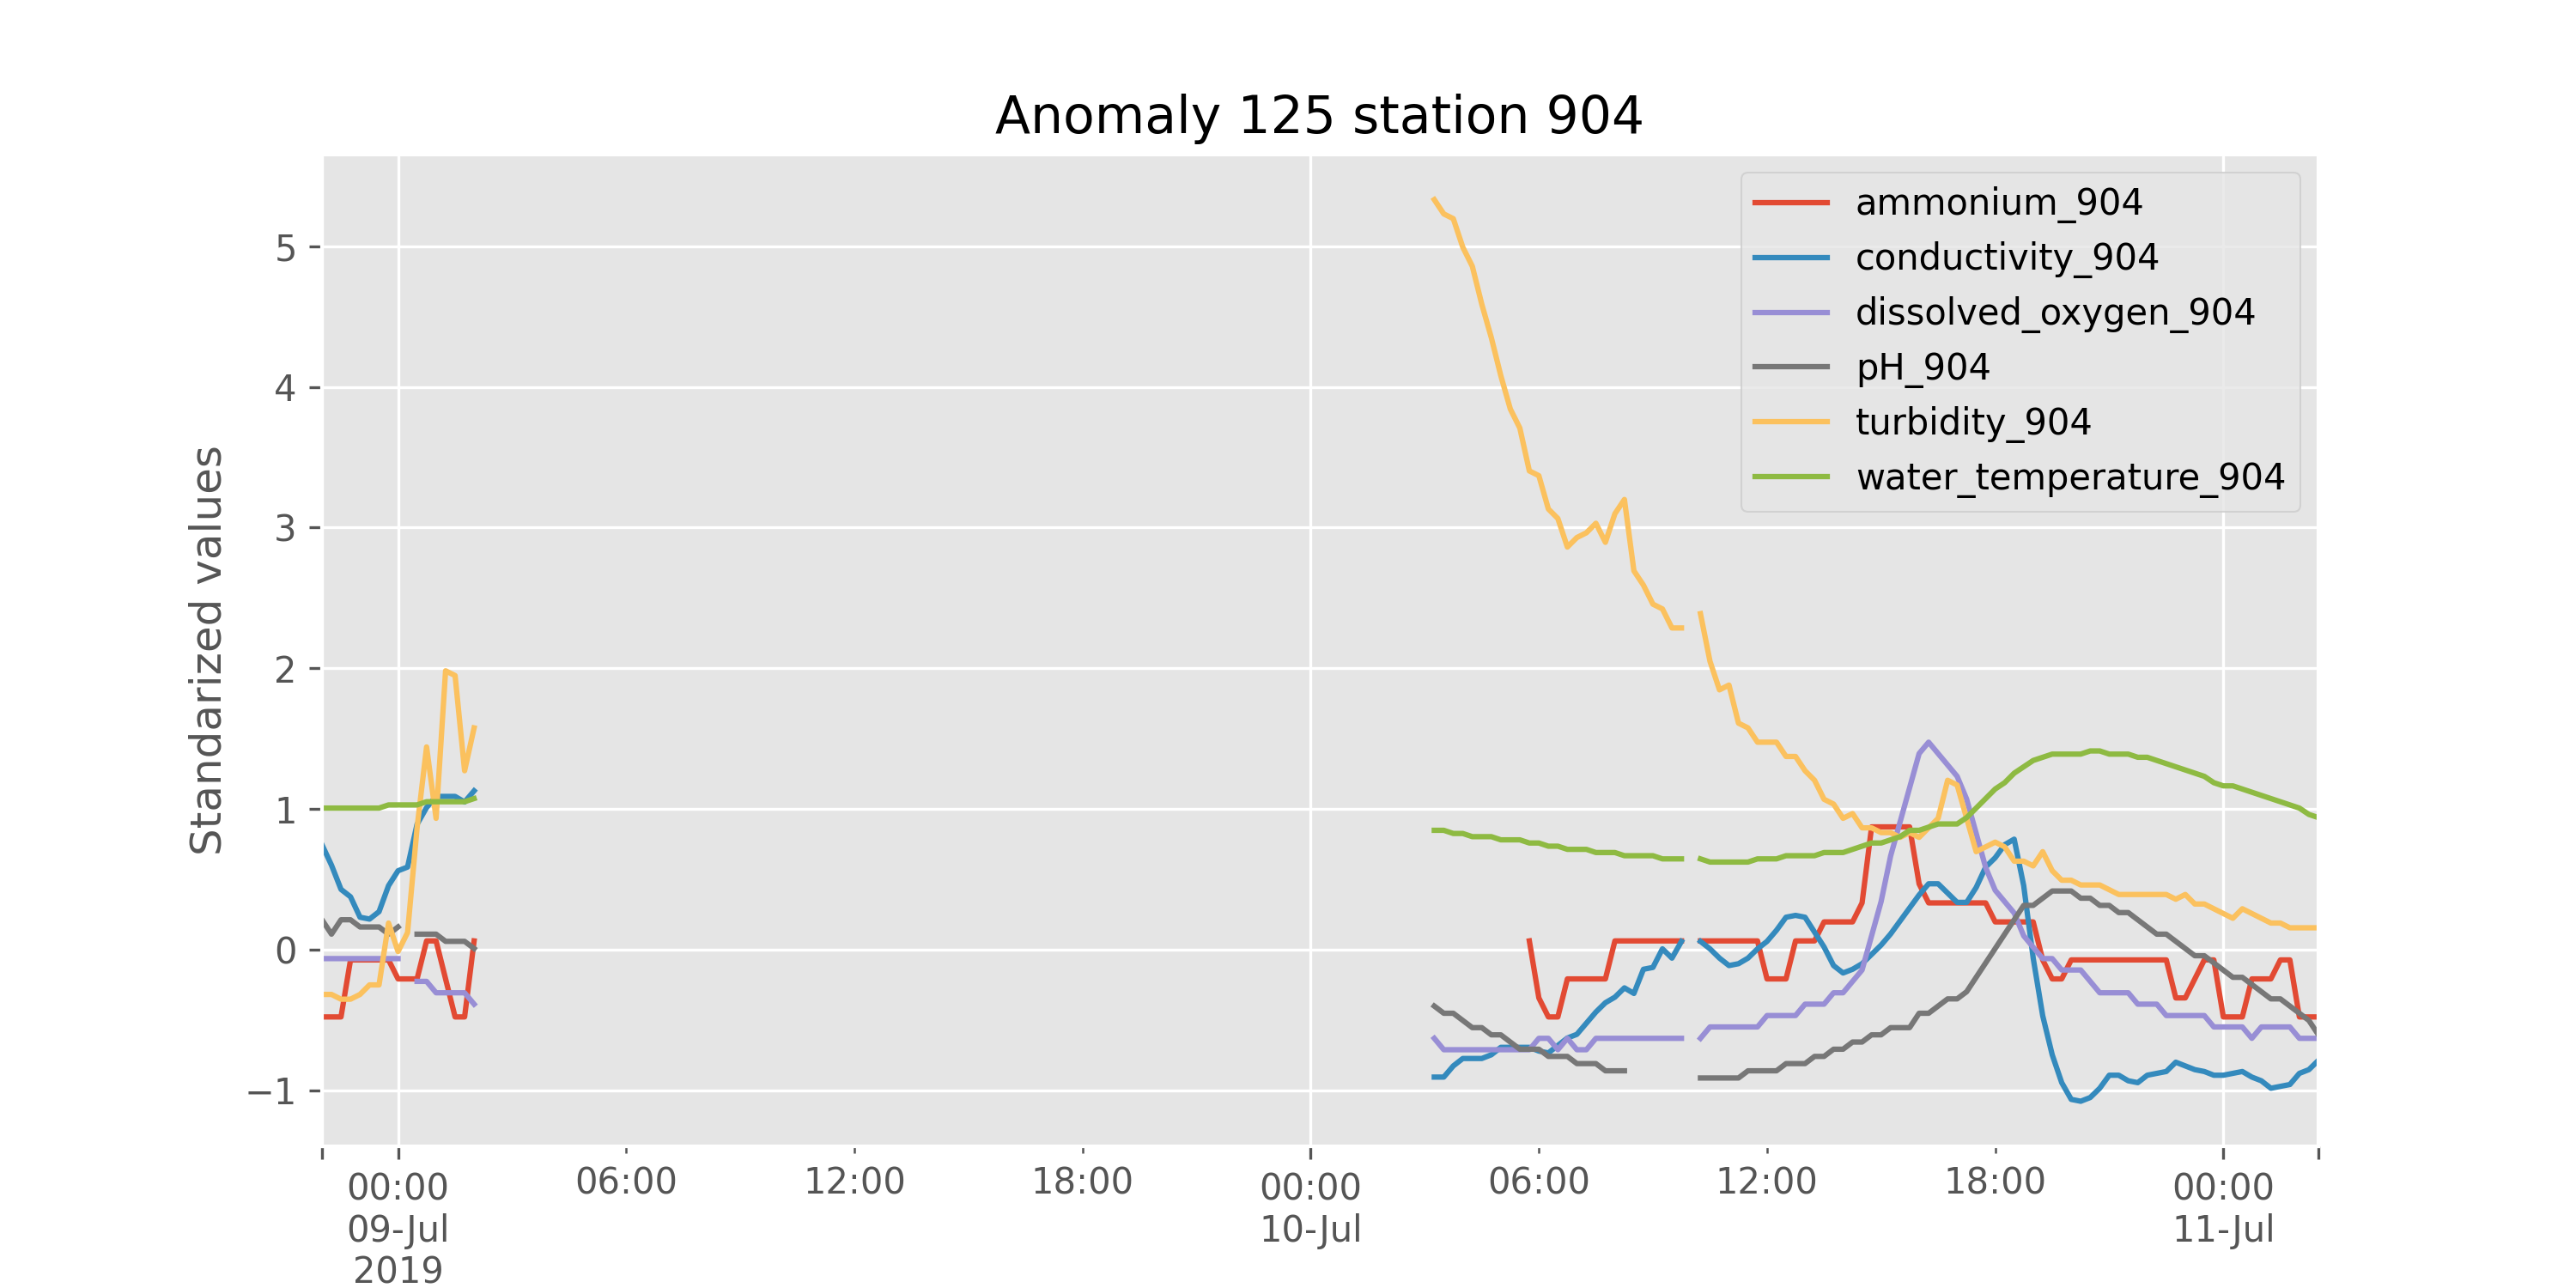 Anomaly 125 station 904
ammonium_904
conductivity_904
dissolved_oxygen_904
pH_904
turbidity_904
water_temperature_904
Standarized values
5
4
3
2
1
0
−1
00:00 06:00 12:00 18:00 00:00 06:00 12:00 18:00 00:00
09-Jul 10-Jul 11-Jul
2019